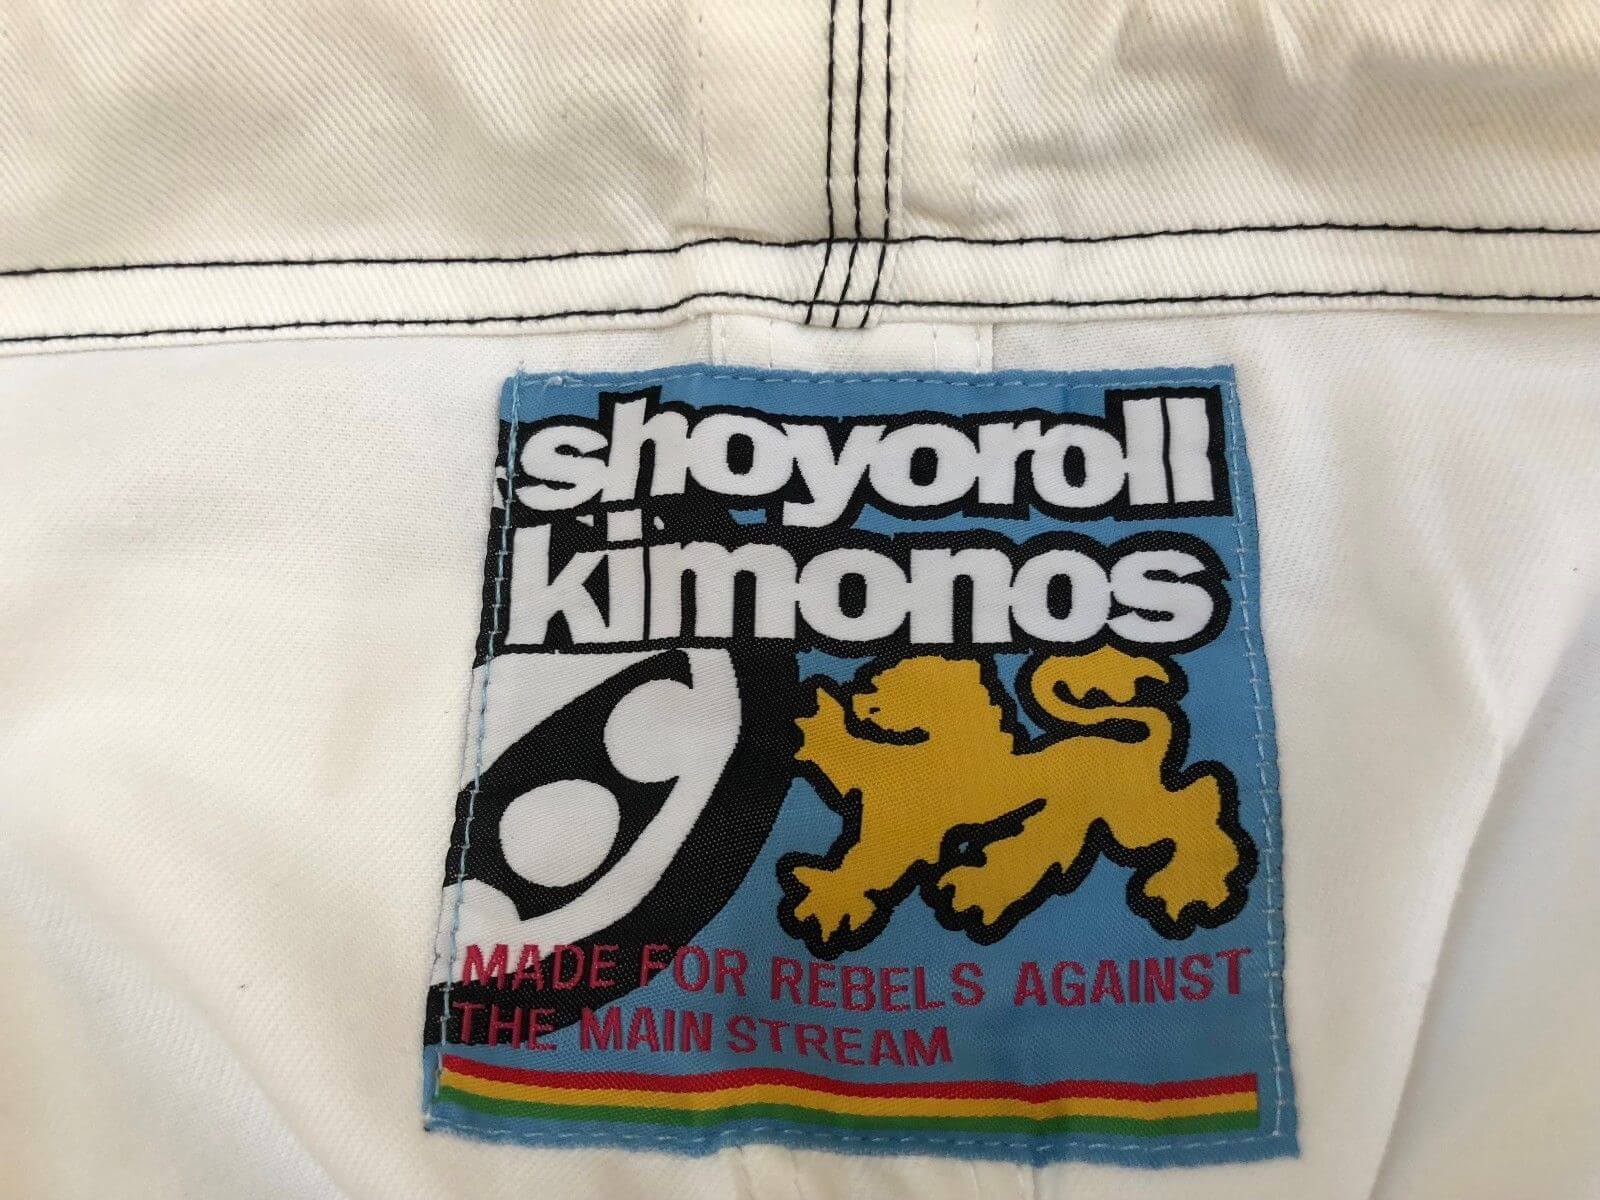 shoyoroll
kimonos
MADE FOR REBELS AGAINST
THE MAIN STREAM